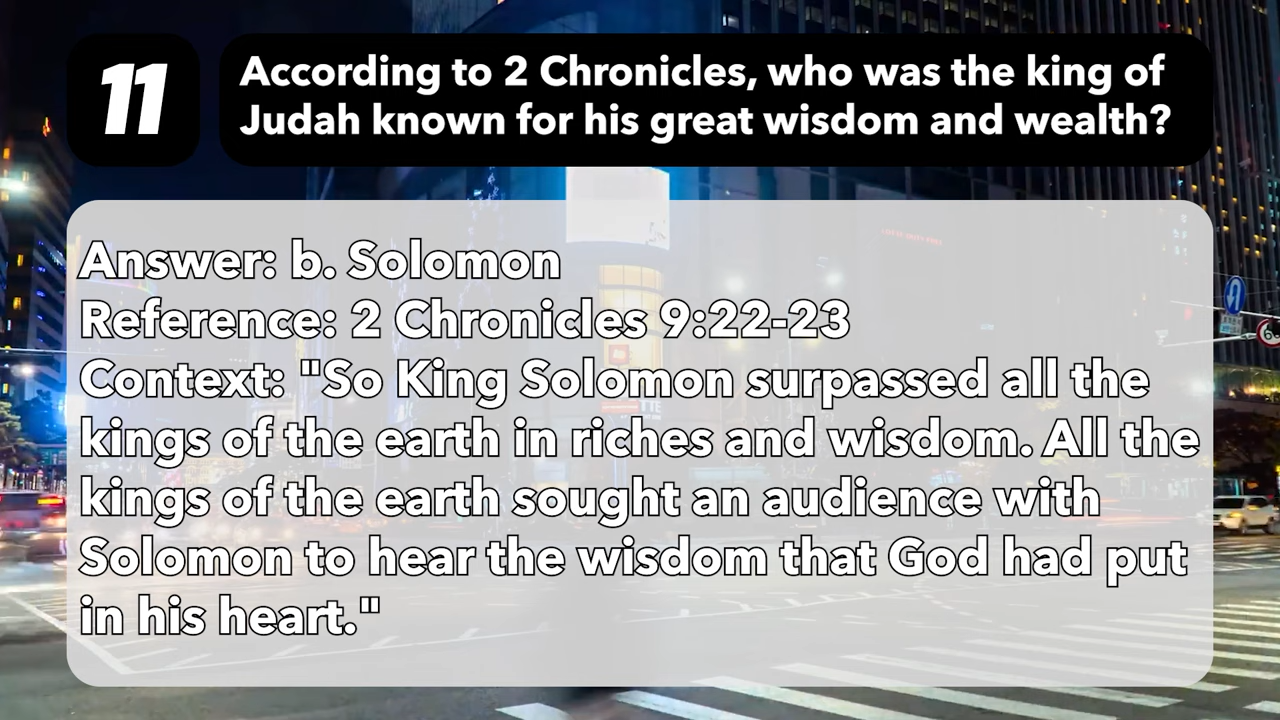 11
According to 2 Chronicles, who was the king of
Judah known for his great wisdom and wealth?
Answer: b. Solomon
Reference: 2 Chronicles 9:22-23
Context: "So King Solomon surpassed all the
kings of the earth in riches and wisdom. All the
kings of the earth sought an audience with
Solomon to hear the wisdom that God had put
in his heart."